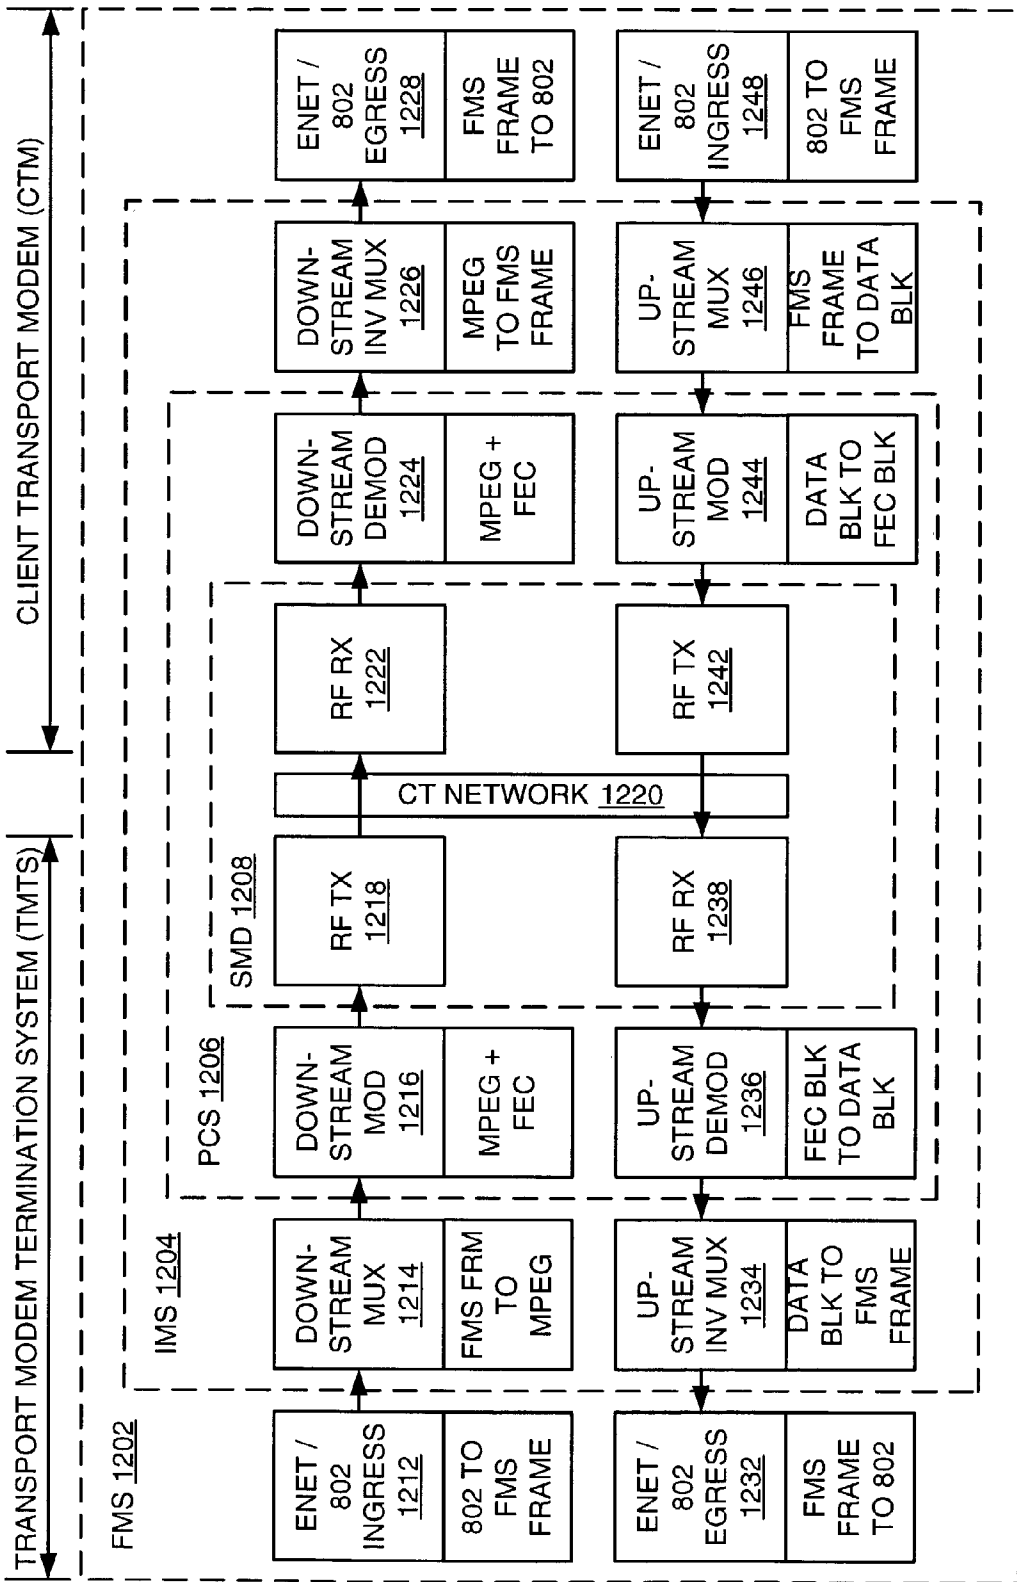 TRANSPORT MODEM TERMINATION SYSTEM (TMTS)
CLIENT TRANSPORT MODEM (CTM)
FMS 1202
IMS 1204
PCS 1206
SMD 1208
ENET /
802
INGRESS
1212
802 TO
FMS
FRAME
DOWN-
STREAM
MUX
1214
FMS FRM
TO
MPEG
DOWN-
STREAM
MOD
1216
MPEG +
FEC
RF TX
1218
CT NETWORK 1220
RF RX
1222
DOWN-
STREAM
DEMOD
1224
MPEG +
FEC
DOWN-
STREAM
INV MUX
1226
MPEG
TO FMS
FRAME
ENET /
802
EGRESS
1228
FMS
FRAME
TO 802
ENET /
802
EGRESS
1232
FMS
FRAME
TO 802
UP-
STREAM
INV MUX
1234
DATA
BLK TO
FMS
FRAME
UP-
STREAM
DEMOD
1236
FEC BLK
TO DATA
BLK
RF RX
1238
RF TX
1242
UP-
STREAM
MOD
1244
DATA
BLK TO
FEC BLK
UP-
STREAM
MUX
1246
FMS
FRAME
TO DATA
BLK
ENET /
802
INGRESS
1248
802 TO
FMS
FRAME